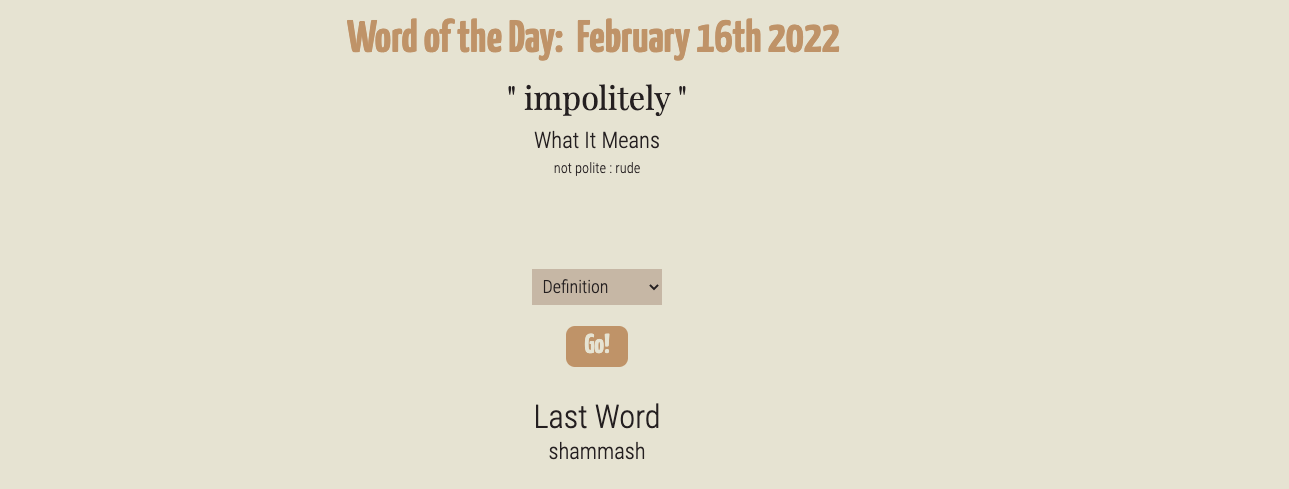 Word of the Day: February 16th 2022
" impolitely "
What It Means
not polite : rude
Definition
Go!
Last Word
shammash